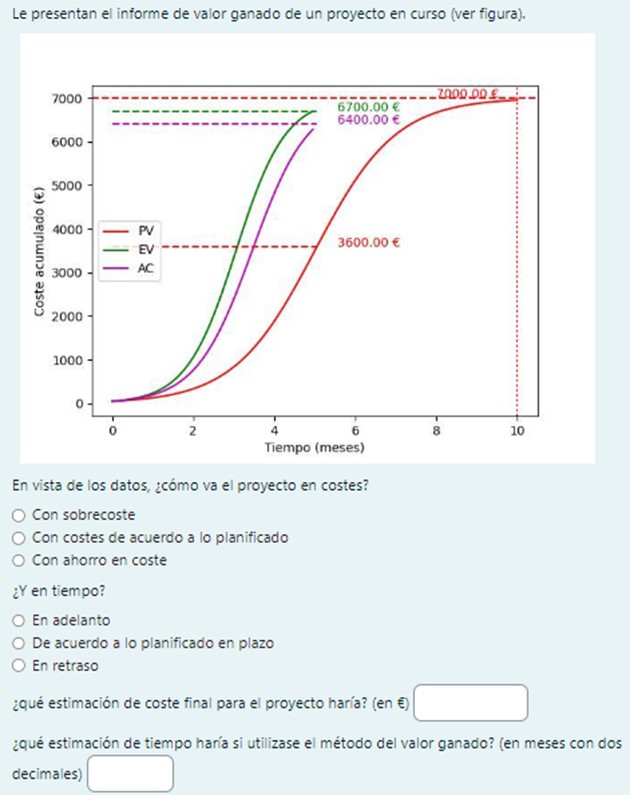 Le presentan el informe de valor ganado de un proyecto en curso (ver figura).
7000.00 €
7000
6700.00 €
6400.00 €
6000
5000
4000
PV
EV
3600.00 €
AC
3000
2000
1000
0
Coste acumulado (€)
0 2 4 6 8 10
Tiempo (meses)
En vista de los datos, ¿cómo va el proyecto en costes?
Con sobrecoste
Con costes de acuerdo a lo planificado
Con ahorro en coste
¿Y en tiempo?
En adelanto
De acuerdo a lo planificado en plazo
En retraso
¿qué estimación de coste final para el proyecto haría? (en €)
¿qué estimación de tiempo haría si utilizase el método del valor ganado? (en meses con dos
decimales)